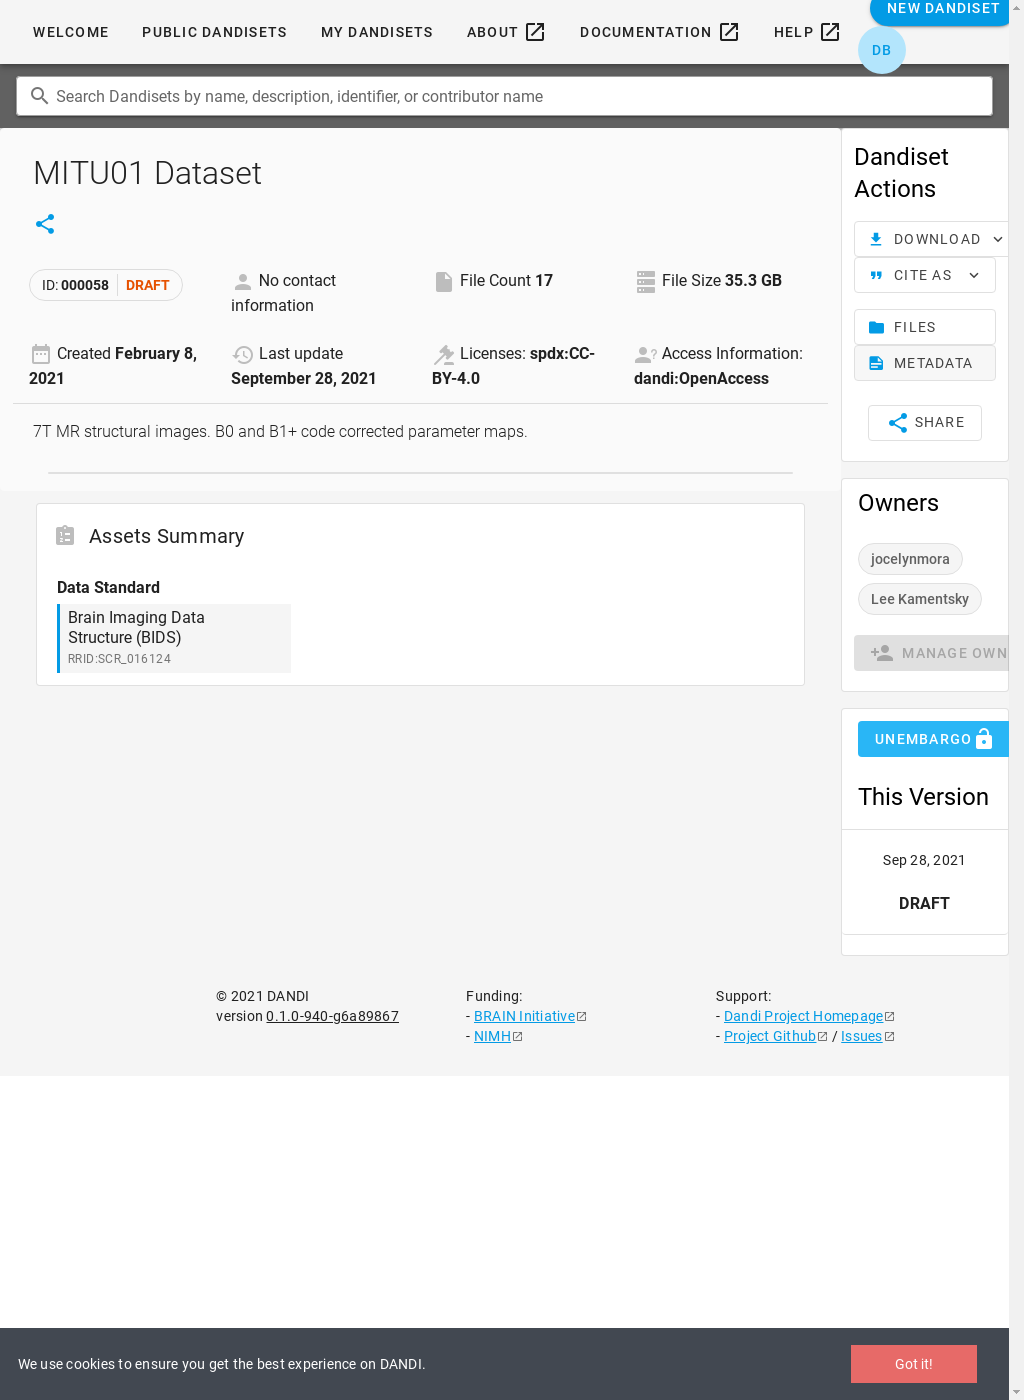 NEW DANDISET
WELCOME PUBLIC DANDISETS MY DANDISETS ABOUT DOCUMENTATION HELP
DB
Search Dandisets by name, description, identifier, or contributor name
MITU01 Dataset
ID: 000058 DRAFT
No contact
information
File Count 17
File Size 35.3 GB
Created February 8,
2021
Last update
September 28, 2021
Licenses: spdx:CC-
BY-4.0
Access Information:
dandi:OpenAccess
7T MR structural images. B0 and B1+ code corrected parameter maps.
Assets Summary
Data Standard
Brain Imaging Data
Structure (BIDS)
RRID:SCR_016124
Dandiset
Actions
DOWNLOAD
CITE AS
FILES
METADATA
SHARE
Owners
jocelynmora
Lee Kamentsky
MANAGE OWN
UNEMBARGO
This Version
Sep 28, 2021
DRAFT
© 2021 DANDI
version 0.1.0-940-g6a89867
Funding:
- BRAIN Initiative
- NIMH
Support:
- Dandi Project Homepage
- Project Github / Issues
We use cookies to ensure you get the best experience on DANDI.
Got it!